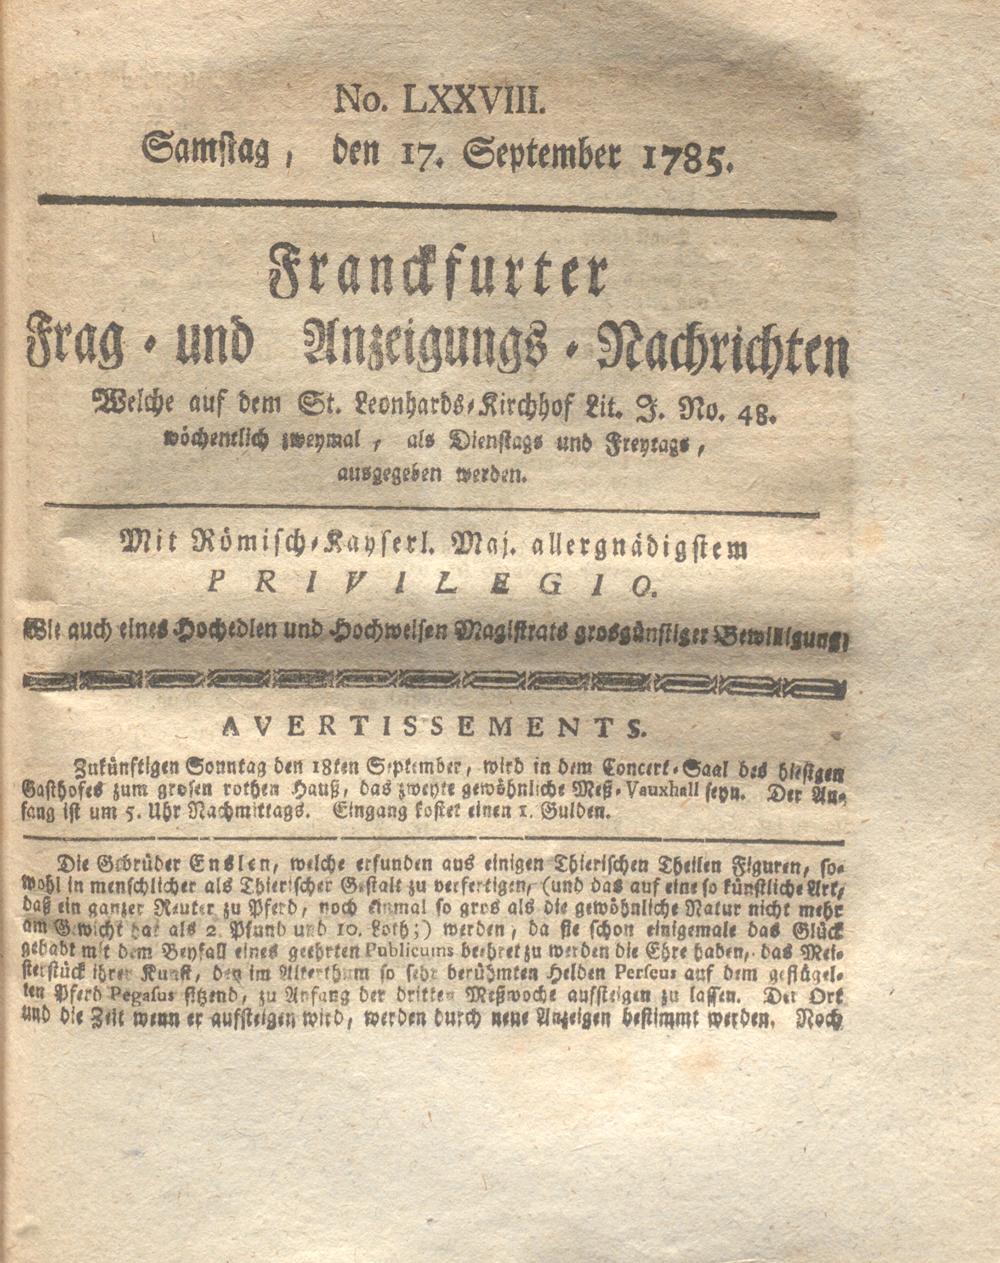 No. LXXVIII.
Samſtag, den 17. September 1785.
Franckfurter
Frag- und Anzeigungs-Nachrichten
Welche auf dem St. Leonhards-Kirchhof Lit. J. No. 48.
wöchentlich zweymal, als Dienſtags und Freytags,
ausgegeben werden.
Mit Römiſch-Kayſerl. Maj. allergnädigſtem
PRIVILEGIO.
Wie auch eines Hochedlen und Hochweiſen Magiſtrats grosgünſtiger Bewilligung.
AVERTISSEMENTS.
Zukünftigen Sonntag den 18ten September, wird in dem Concert-Saal des hieſigen
Gaſthofes zum groſen rothen Hauß, das zweyte gewöhnliche Meß-Vauxhall ſeyn. Der An-
fang iſt um 5. Uhr Nachmittags. Eingang koſtet einen 1. Gulden.
Die Gebrüder Enslen, welche erfunden aus einigen Thieriſchen Theilen Figuren, ſo-
wohl in menſchlicher als Thieriſcher Geſtalt zu verfertigen, (und das auf eine ſo künſtliche Art,
daß ein ganzer Reuter zu Pferd, noch einmal ſo gros als die gewöhnliche Natur nicht mehr
am Gewicht hat als 2. Pfund und 10. Loth;) werden, da ſie ſchon einigemale das Glück
gehabt mit dem Beyfall eines geehrten Publicums beehret zu werden die Ehre haben, das Mei-
ſterſtück ihrer Kunſt, den im Alterthum ſo ſehr berühmten Helden Perseus auf dem geflügel-
ten Pferd Pegaſus ſitzend, zu Anfang der dritten Meßwoche aufſteigen zu laſſen. Der Ort
und die Zeit wenn er aufſteigen wird, werden durch neue Anzeigen beſtimmt werden. Noch